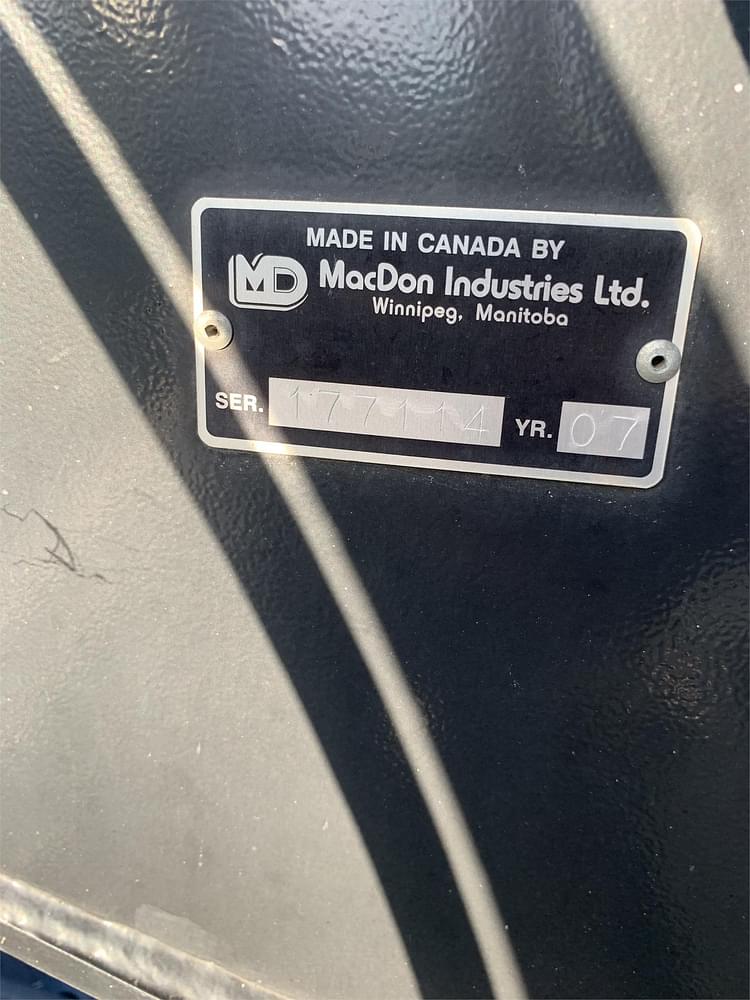 MADE IN CANADA BY
MD MacDon Industries Ltd.
Winnipeg, Manitoba
SER. 177114 YR. 07